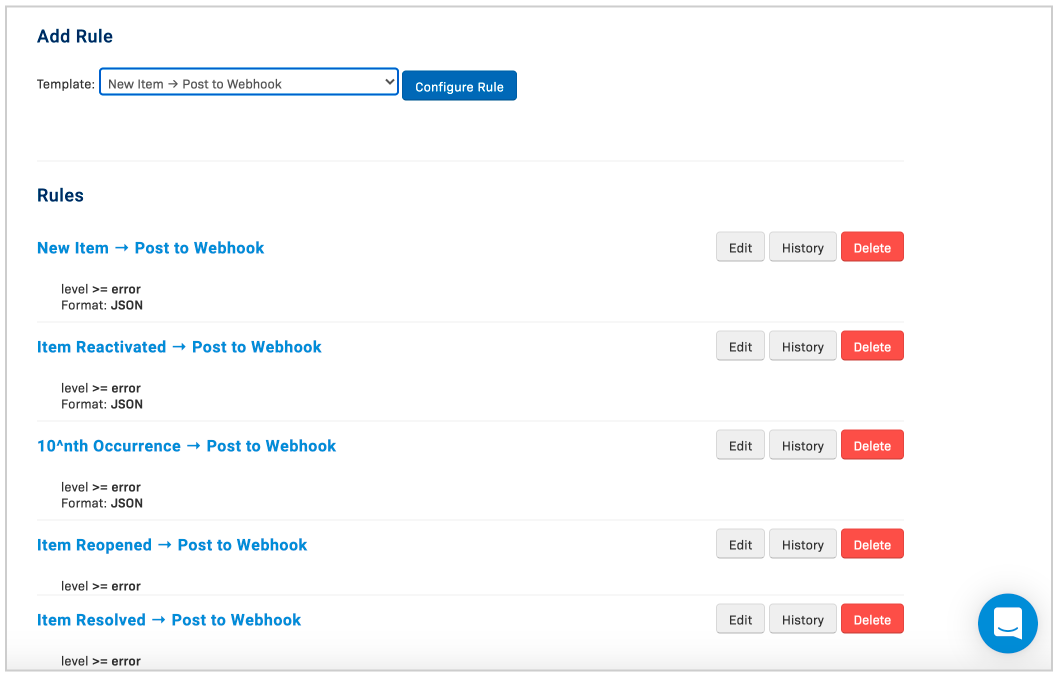 Add Rule
Template: New Item → Post to Webhook Configure Rule
Rules
New Item → Post to Webhook Edit History Delete
level >= error
Format: JSON
Item Reactivated → Post to Webhook Edit History Delete
level >= error
Format: JSON
10^nth Occurrence → Post to Webhook Edit History Delete
level >= error
Format: JSON
Item Reopened → Post to Webhook Edit History Delete
level >= error
Item Resolved → Post to Webhook Edit History Delete
level >= error